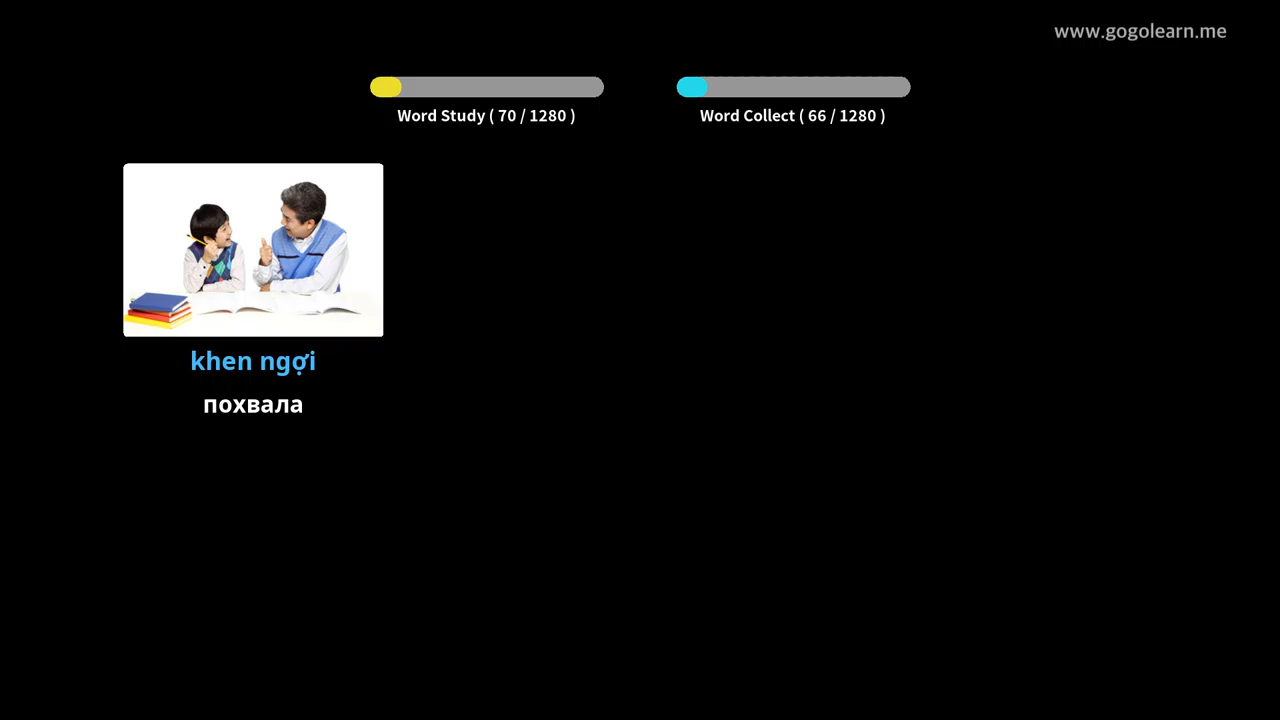 www.gogolearn.me
Word Study ( 70 / 1280 )
Word Collect ( 66 / 1280 )
khen ngợi
похвала